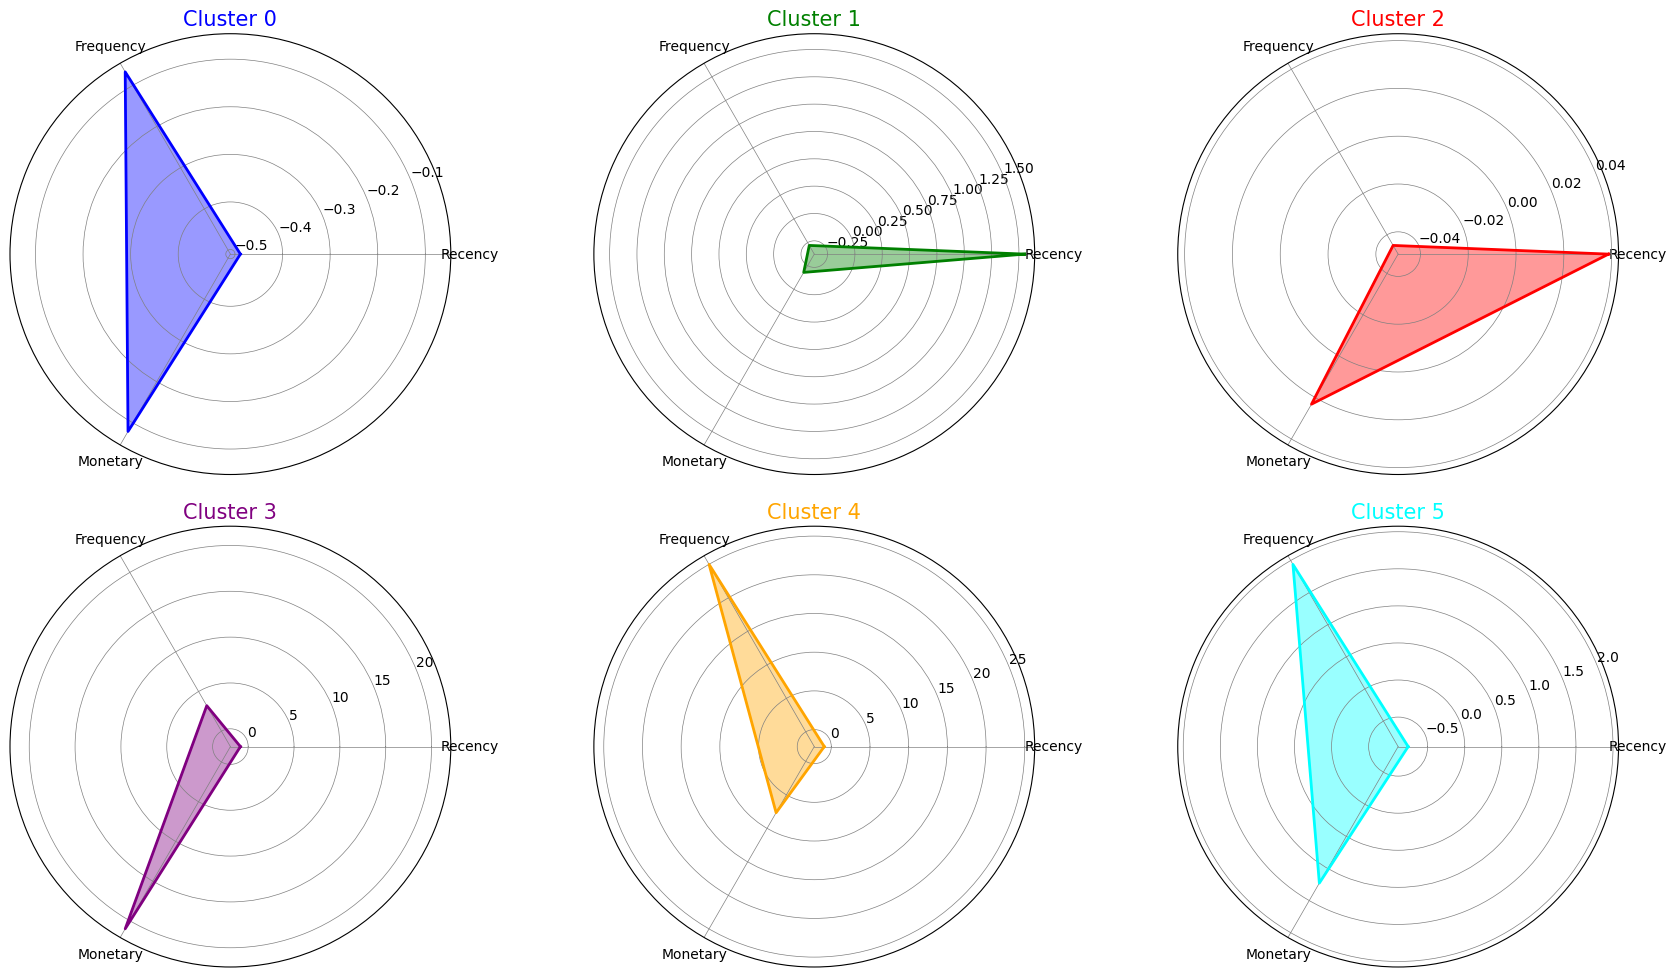 Cluster 0
Frequency
−0.1
−0.2
−0.3
−0.4
−0.5
Recency
Monetary
Cluster 1
Frequency
1.50
1.25
1.00
0.75
0.50
0.25
0.00
−0.25
Recency
Monetary
Cluster 2
Frequency
0.04
0.02
0.00
−0.02
−0.04
Recency
Monetary
Cluster 3
Frequency
20
15
10
5
0
Recency
Monetary
Cluster 4
Frequency
25
20
15
10
5
0
Recency
Monetary
Cluster 5
Frequency
2.0
1.5
1.0
0.5
0.0
−0.5
Recency
Monetary